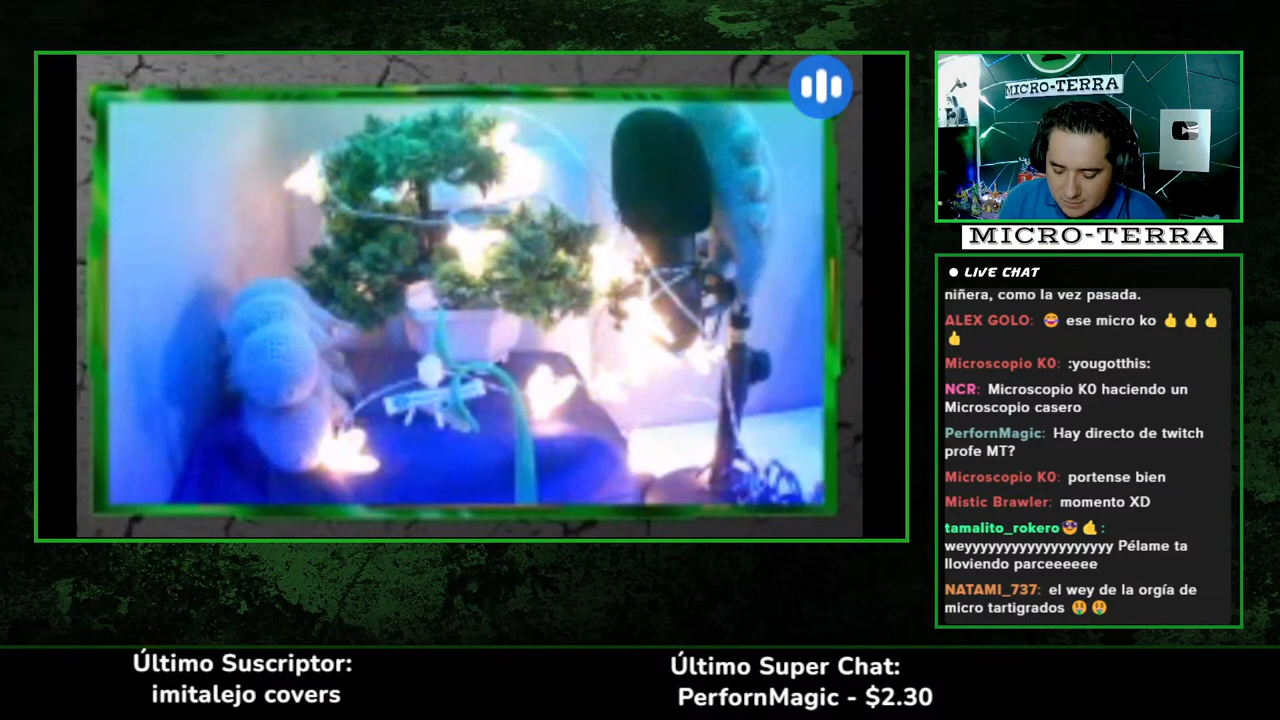 MICRO-TERRA
MICRO-TERRA
LIVE CHAT
niñera, como la vez pasada.
ALEX GOLO: 😅 ese micro ko 👍 👍 👍
👍
Microscopio K0: :yougotthis:
NCR: Microscopio K0 haciendo un
Microscopio casero
PerfornMagic: Hay directo de twitch
profe MT?
Microscopio K0: portense bien
Mistic Brawler: momento XD
tamalito_rokero🤠🤙:
weyyyyyyyyyyyyyyyyyyy Pélame ta
lloviendo parceeeeee
NATAMI_737: el wey de la orgía de
micro tartigrados 🤑 🤑
Último Suscriptor:
imitalejo covers
Último Super Chat:
PerfornMagic - $2.30